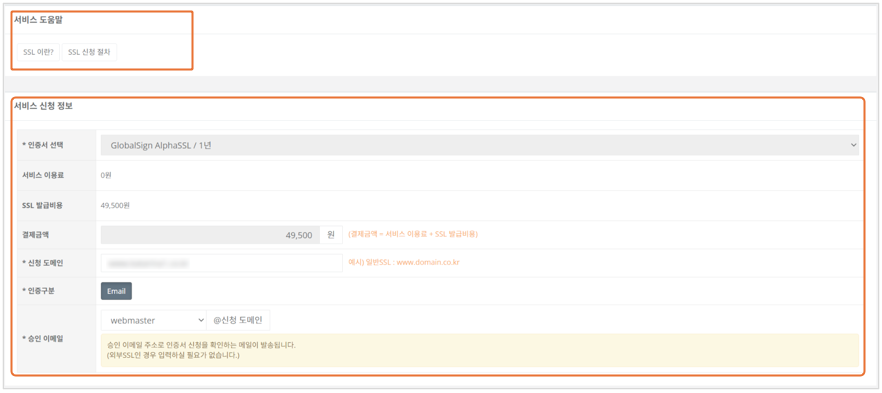 서비스 도움말
SSL 이란?
SSL 신청 절차
서비스 신청 정보
* 인증서 선택
GlobalSign AlphaSSL / 1년
서비스 이용료
0원
SSL 발급비용
49,500원
결제금액
49,500 원
(결제금액 = 서비스 이용료 + SSL 발급비용)
* 신청 도메인
예시) 일반SSL : www.domain.co.kr
* 인증구분
Email
* 승인 이메일
webmaster
@신청 도메인
승인 이메일 주소로 인증서 신청을 확인하는 메일이 발송됩니다.
(외부SSL인 경우 입력하실 필요가 없습니다.)